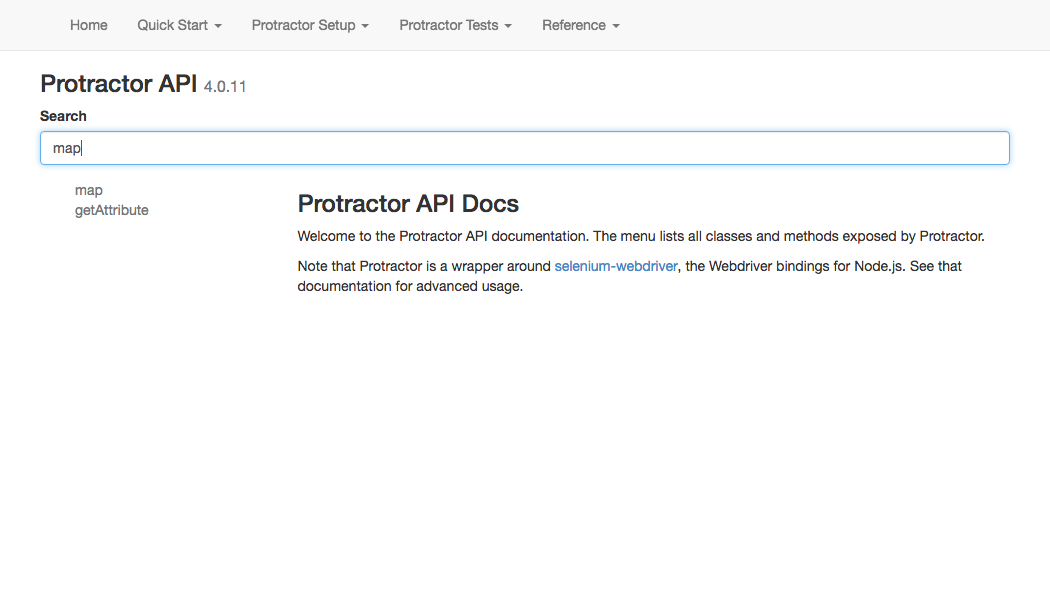 Home Quick Start Protractor Setup Protractor Tests Reference
Protractor API 4.0.11
Search
map
map
getAttribute
Protractor API Docs
Welcome to the Protractor API documentation. The menu lists all classes and methods exposed by Protractor.
Note that Protractor is a wrapper around selenium-webdriver, the Webdriver bindings for Node.js. See that
documentation for advanced usage.